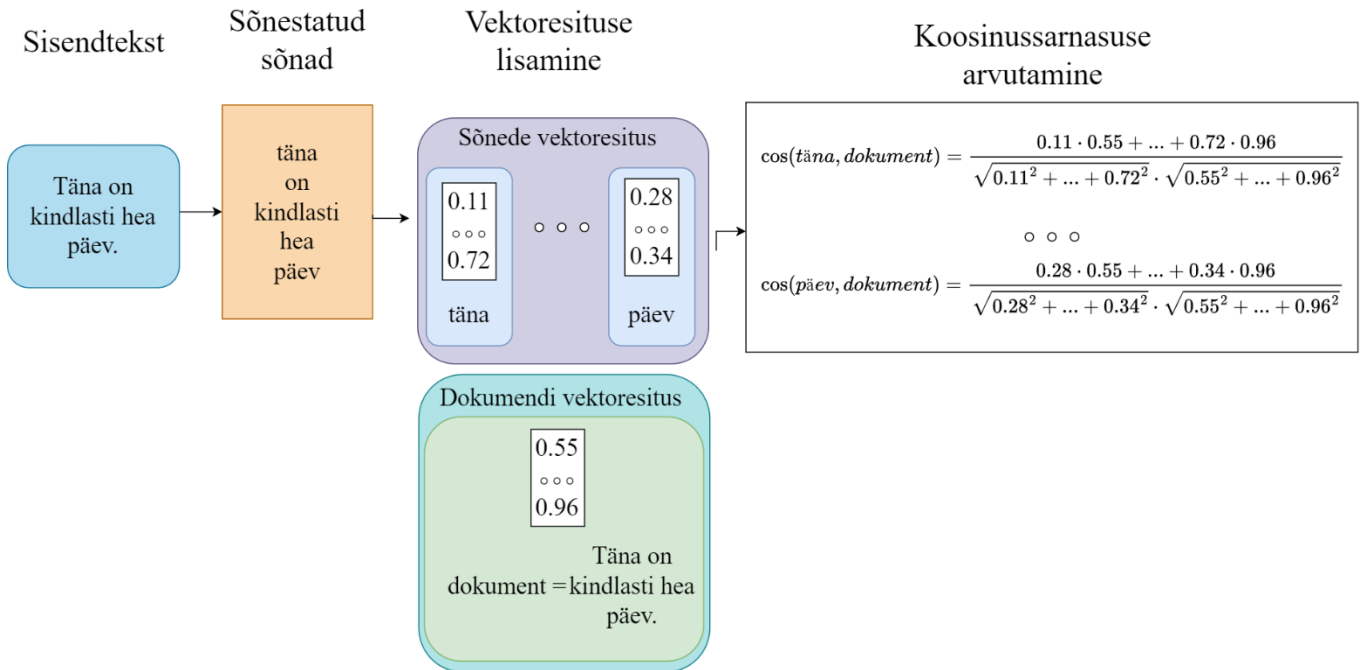 Sisendtekst
Sõnestatud
sõnad
Vektoresituse
lisamine
Koosinussarnasuse
arvutamine
Täna on
kindlasti hea
päev.
täna
on
kindlasti
hea
päev
Sõnede vektoresitus
0.11
∘∘∘
0.72
täna
∘ ∘ ∘
0.28
∘∘∘
0.34
päev
Dokumendi vektoresitus
0.55
∘∘∘
0.96
Täna on
dokument =kindlasti hea
päev.
cos(täna, dokument) = (0.11 · 0.55 + ... + 0.72 · 0.96) / (√(0.11² + ... + 0.72²) · √(0.55² + ... + 0.96²))
∘ ∘ ∘
cos(päev, dokument) = (0.28 · 0.55 + ... + 0.34 · 0.96) / (√(0.28² + ... + 0.34²) · √(0.55² + ... + 0.96²))